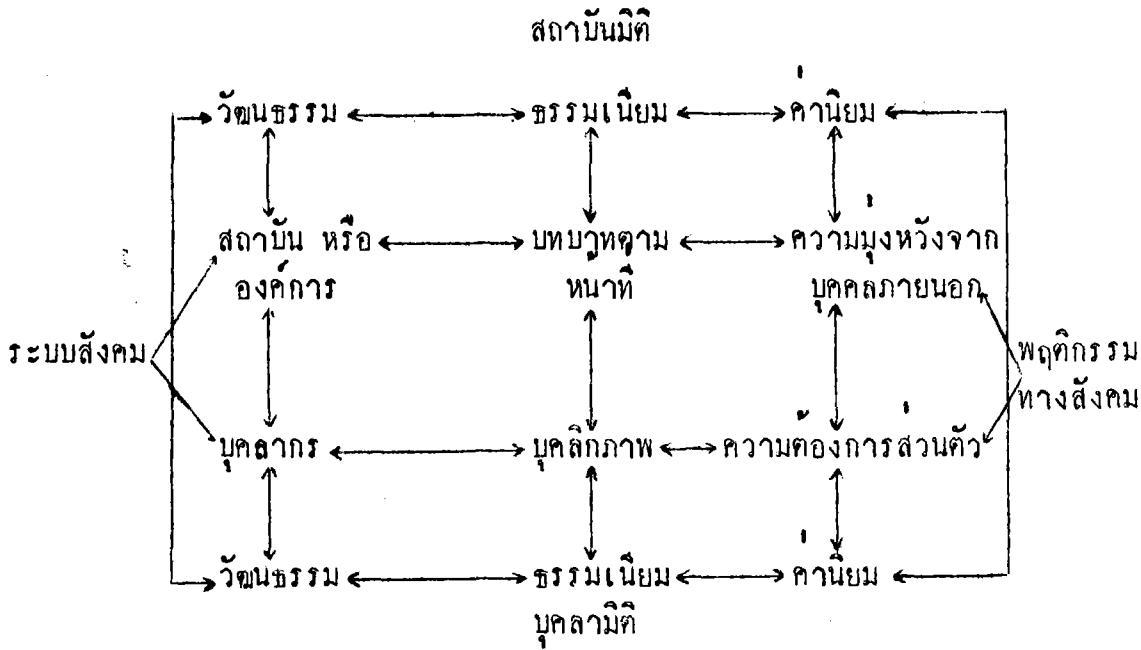 สถาบันมิติ
วัฒนธรรม ธรรมเนียม ค่านิยม
สถาบัน หรือ บทบาทตาม ความมุ่งหวังจาก
องค์การ หน้าที่ บุคคลภายนอก
ระบบสังคม พฤติกรรม
ทางสังคม
บุคลากร บุคลิกภาพ ความต้องการส่วนตัว
วัฒนธรรม ธรรมเนียม ค่านิยม
บุคลามิติ